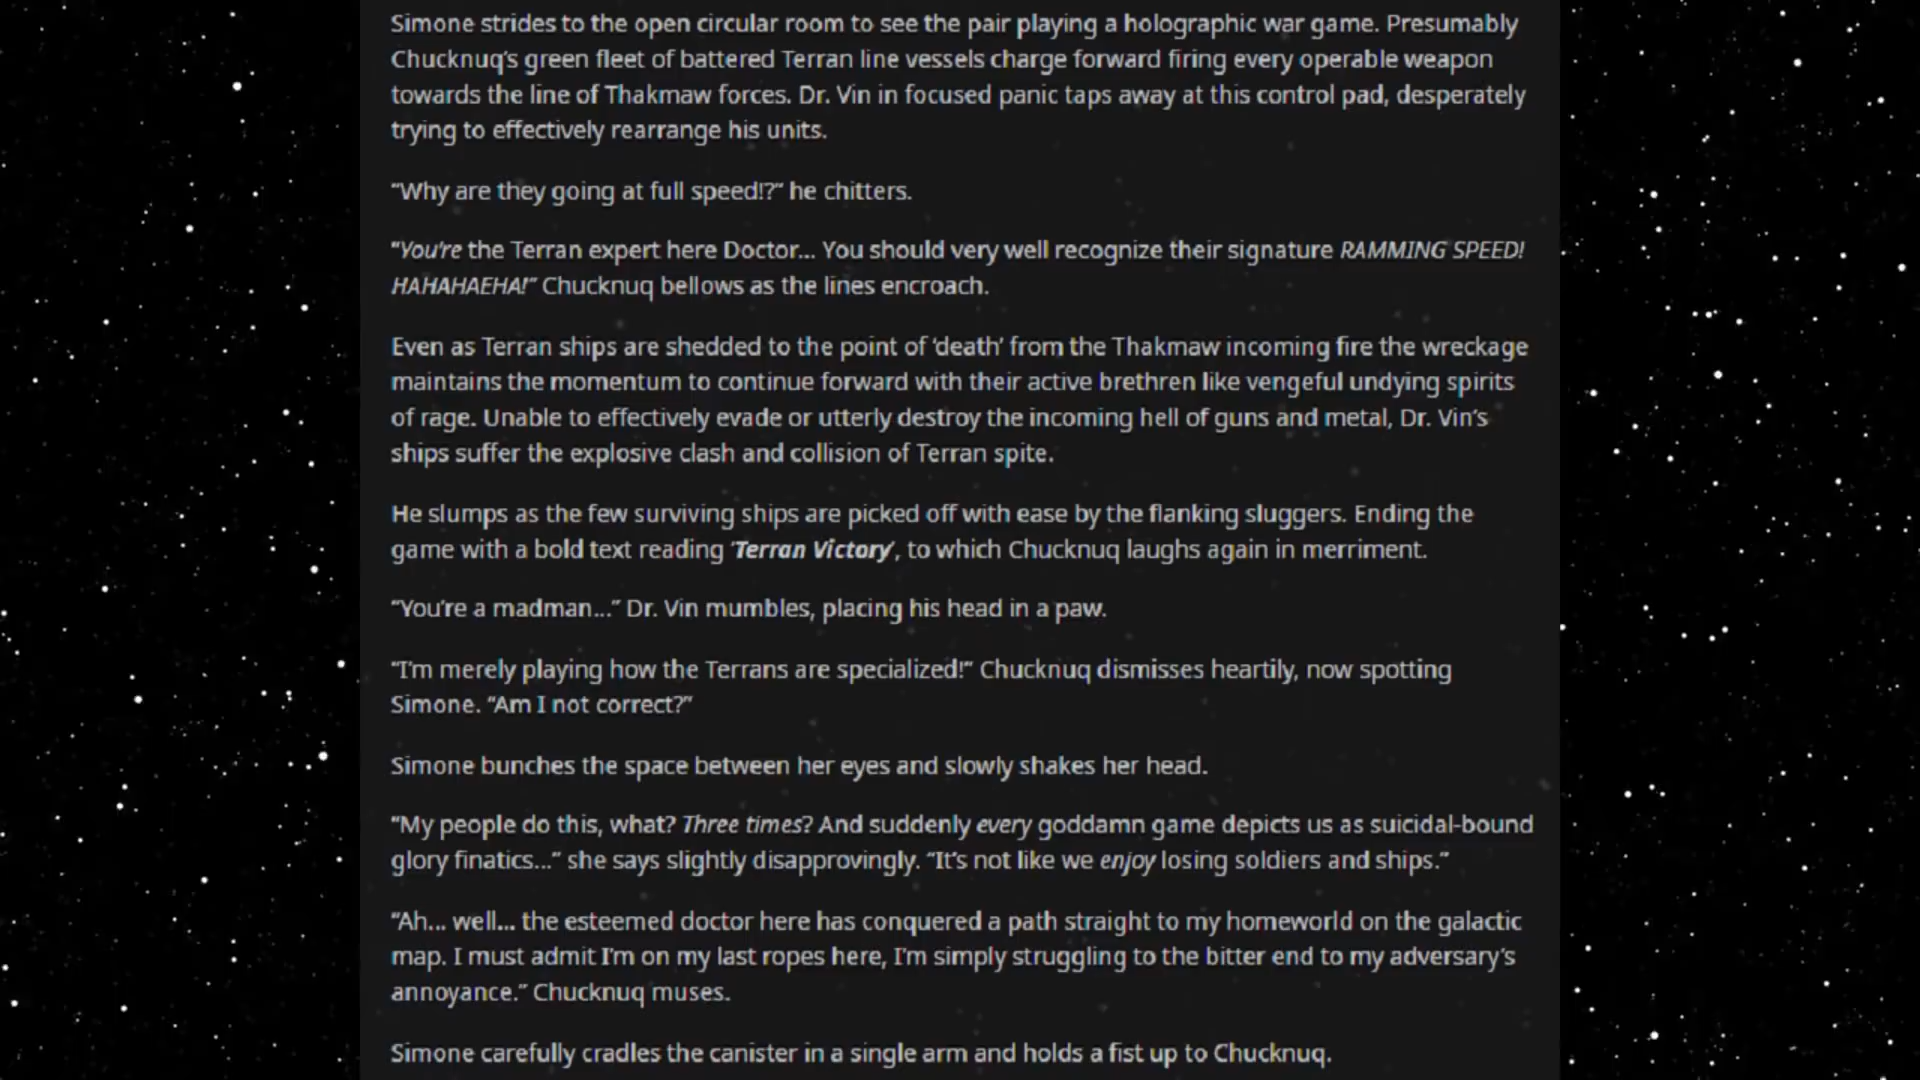 Simone strides to the open circular room to see the pair playing a holographic war game. Presumably
Chucknuq's green fleet of battered Terran line vessels charge forward firing every operable weapon
towards the line of Thakmaw forces. Dr. Vin in focused panic taps away at this control pad, desperately
trying to effectively rearrange his units.
“Why are they going at full speed!?” he chitters.
“You're the Terran expert here Doctor... You should very well recognize their signature RAMMING SPEED!
HAHAHAEHA!” Chucknuq bellows as the lines encroach.
Even as Terran ships are shedded to the point of ‘death’ from the Thakmaw incoming fire the wreckage
maintains the momentum to continue forward with their active brethren like vengeful undying spirits
of rage. Unable to effectively evade or utterly destroy the incoming hell of guns and metal, Dr. Vin's
ships suffer the explosive clash and collision of Terran spite.
He slumps as the few surviving ships are picked off with ease by the flanking sluggers. Ending the
game with a bold text reading ‘Terran Victory’, to which Chucknuq laughs again in merriment.
“You're a madman...” Dr. Vin mumbles, placing his head in a paw.
“I'm merely playing how the Terrans are specialized!” Chucknuq dismisses heartily, now spotting
Simone. “Am I not correct?”
Simone bunches the space between her eyes and slowly shakes her head.
“My people do this, what? Three times? And suddenly every goddamn game depicts us as suicidal-bound
glory finatics...” she says slightly disapprovingly. “It's not like we enjoy losing soldiers and ships.”
“Ah... well... the esteemed doctor here has conquered a path straight to my homeworld on the galactic
map. I must admit I'm on my last ropes here, I'm simply struggling to the bitter end to my adversary's
annoyance.” Chucknuq muses.
Simone carefully cradles the canister in a single arm and holds a fist up to Chucknuq.